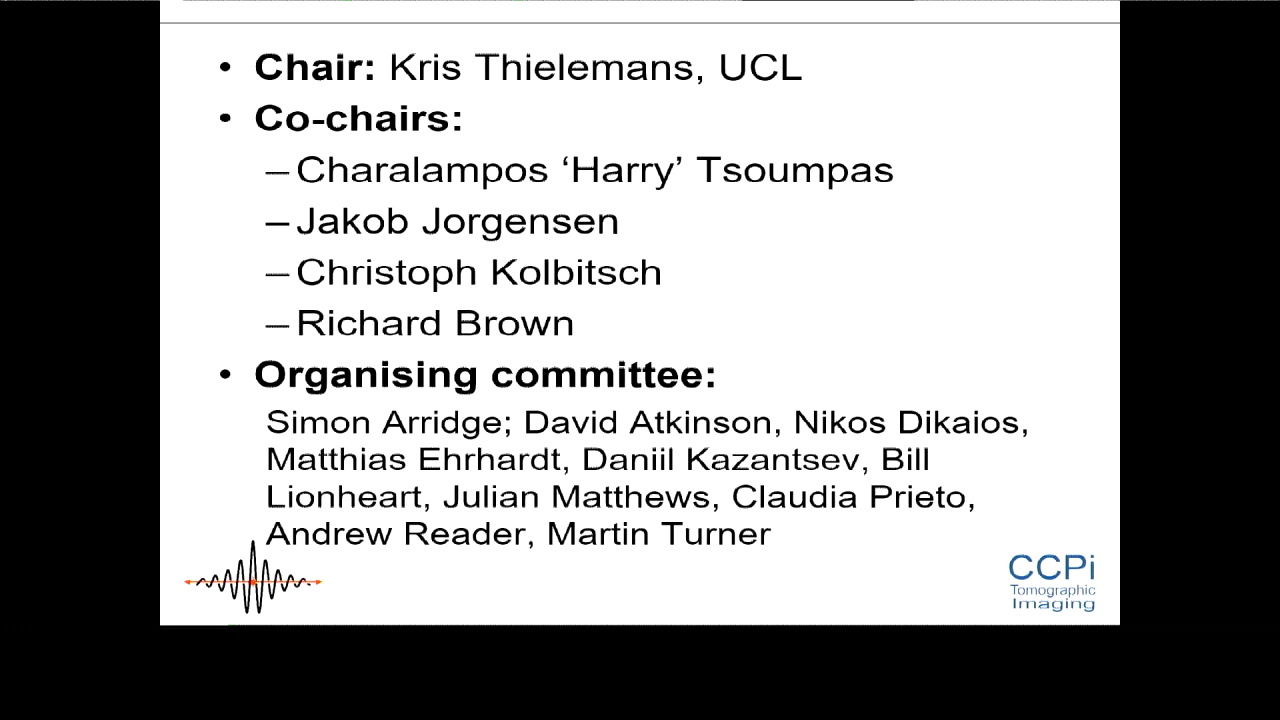 • Chair: Kris Thielemans, UCL
• Co-chairs:
– Charalampos ‘Harry’ Tsoumpas
– Jakob Jorgensen
– Christoph Kolbitsch
– Richard Brown
• Organising committee:
Simon Arridge; David Atkinson, Nikos Dikaios,
Matthias Ehrhardt, Daniil Kazantsev, Bill
Lionheart, Julian Matthews, Claudia Prieto,
Andrew Reader, Martin Turner
CCPi
Tomographic
Imaging